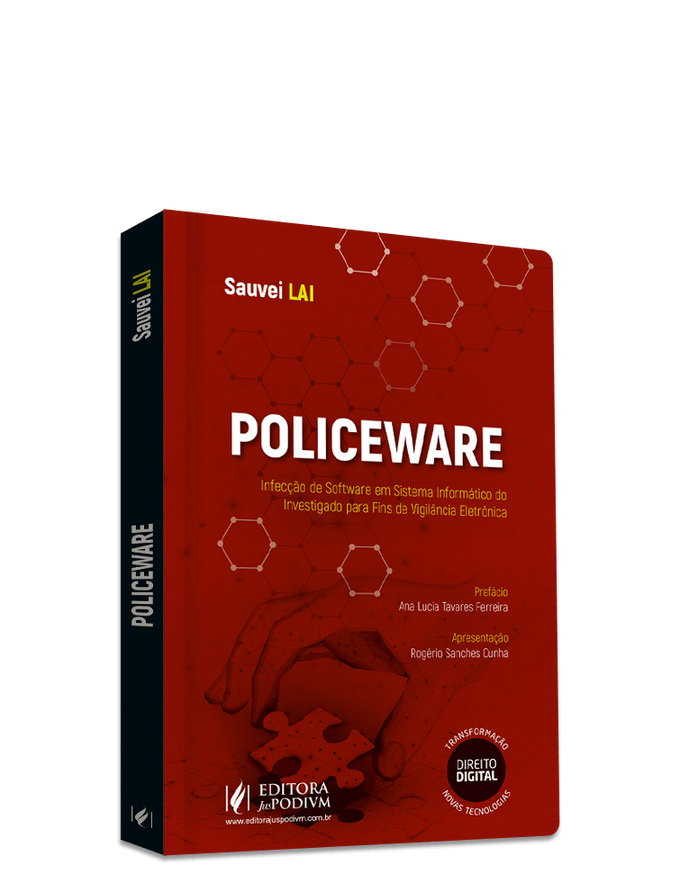 Sauvei LAI
POLICEWARE
Sauvei LAI
POLICEWARE
Infecção de Software em Sistema Informático do
Investigado para Fins de Vigilância Eletrônica
Prefácio
Ana Lucia Tavares Ferreira
Apresentação
Rogério Sanches Cunha
TRANSFORMAÇÃO
DIREITO
DIGITAL
NOVAS TECNOLOGIAS
EDITORA
JusPODIVM
www.editorajuspodivm.com.br